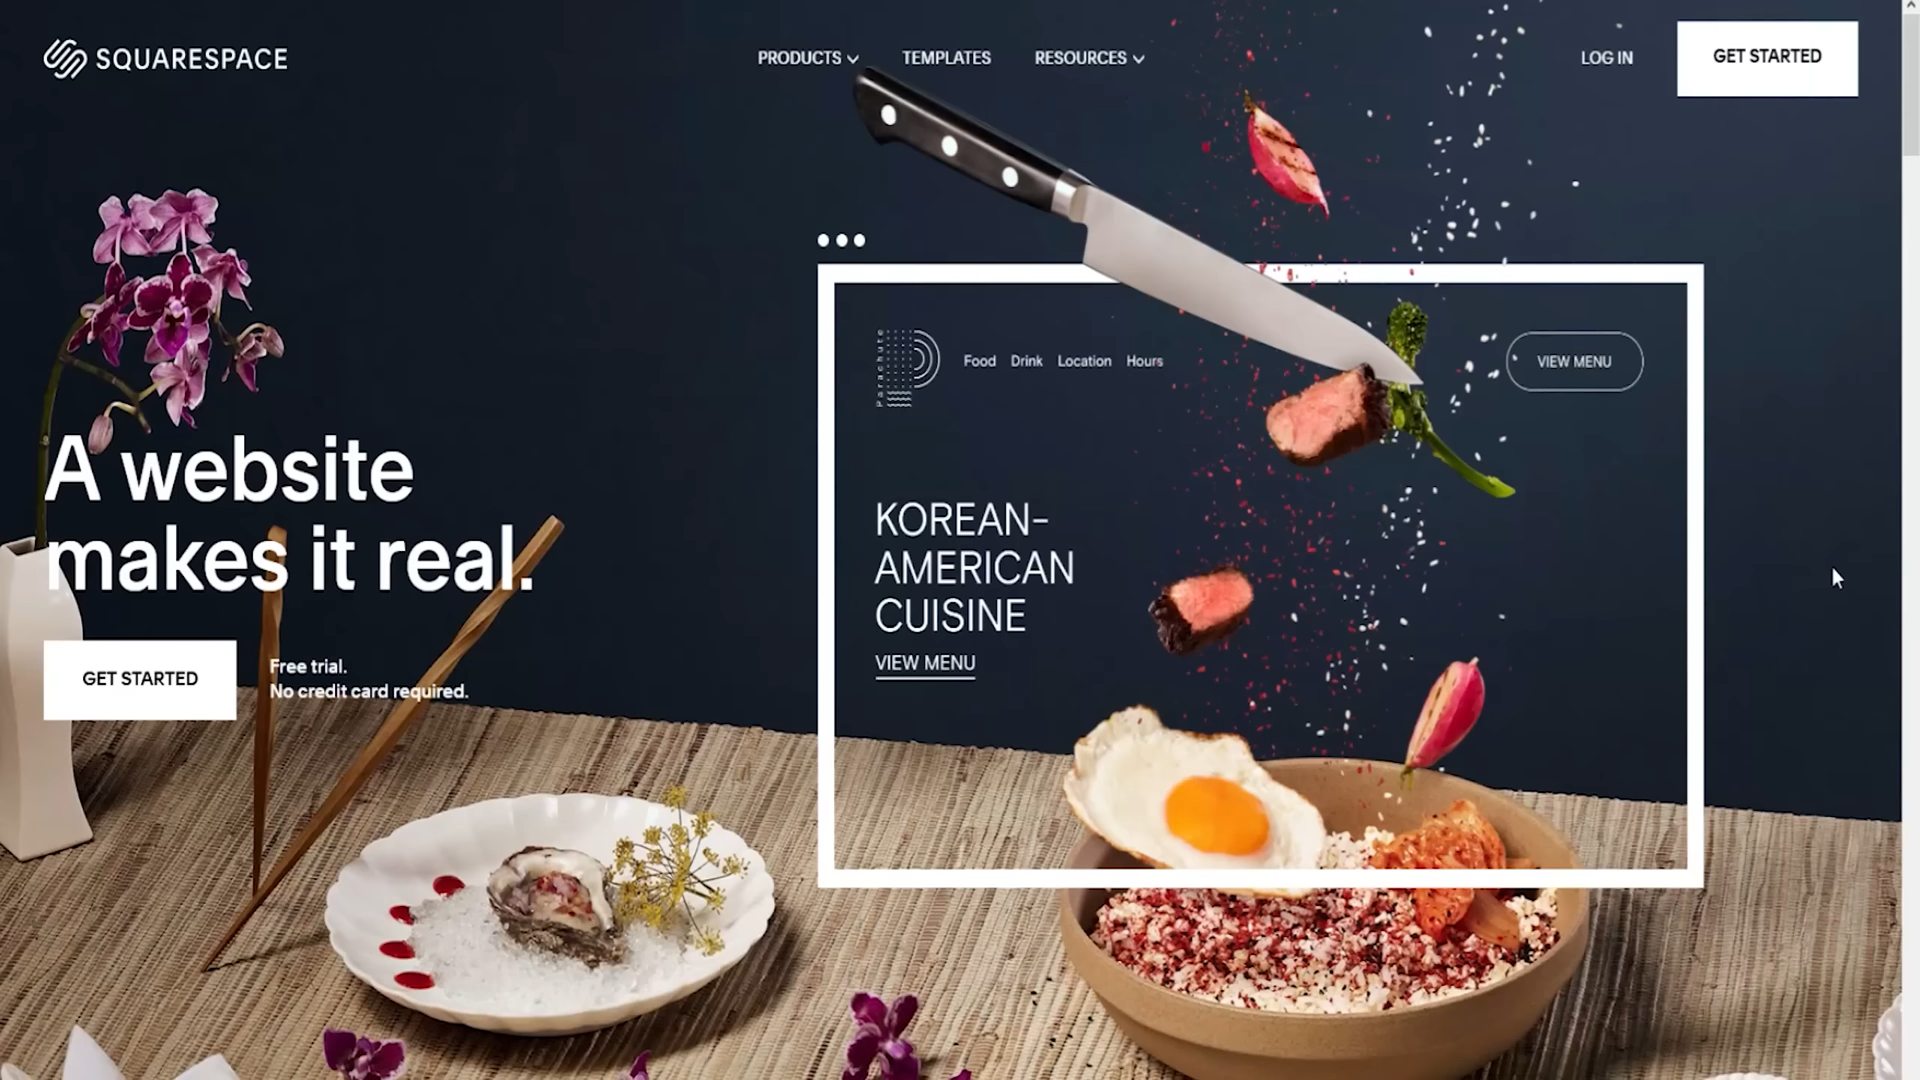 SQUARESPACE
PRODUCTS
TEMPLATES
RESOURCES
LOG IN
GET STARTED
Parachute
Food Drink Location Hours
VIEW MENU
A website
makes it real.
GET STARTED
Free trial.
No credit card required.
KOREAN-
AMERICAN
CUISINE
VIEW MENU